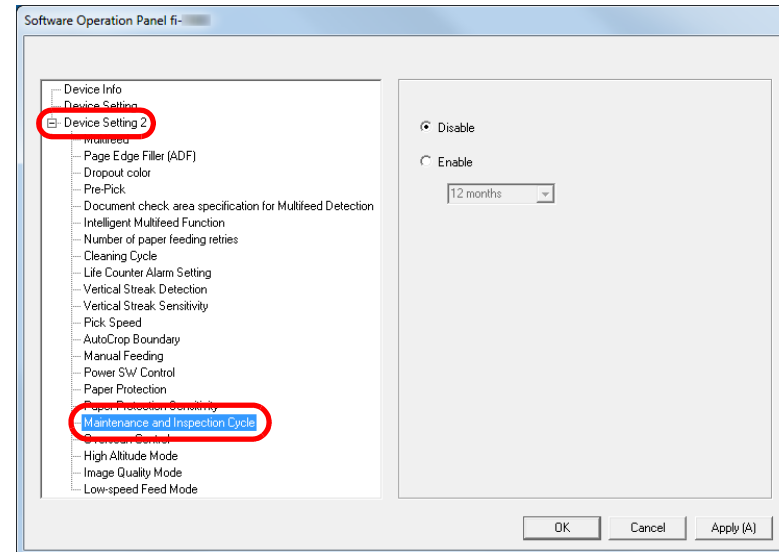 Software Operation Panel fi-
Device Info
Device Setting
Device Setting 2
Multifeed
Page Edge Filler (ADF)
Dropout color
Pre-Pick
Document check area specification for Multifeed Detection
Intelligent Multifeed Function
Number of paper feeding retries
Cleaning Cycle
Life Counter Alarm Setting
Vertical Streak Detection
Vertical Streak Sensitivity
Pick Speed
AutoCrop Boundary
Manual Feeding
Power SW Control
Paper Protection
Paper Protection Sensitivity
Maintenance and Inspection Cycle
Overscan Control
High Altitude Mode
Image Quality Mode
Low-speed Feed Mode
Disable
Enable
12 months
OK
Cancel
Apply (A)